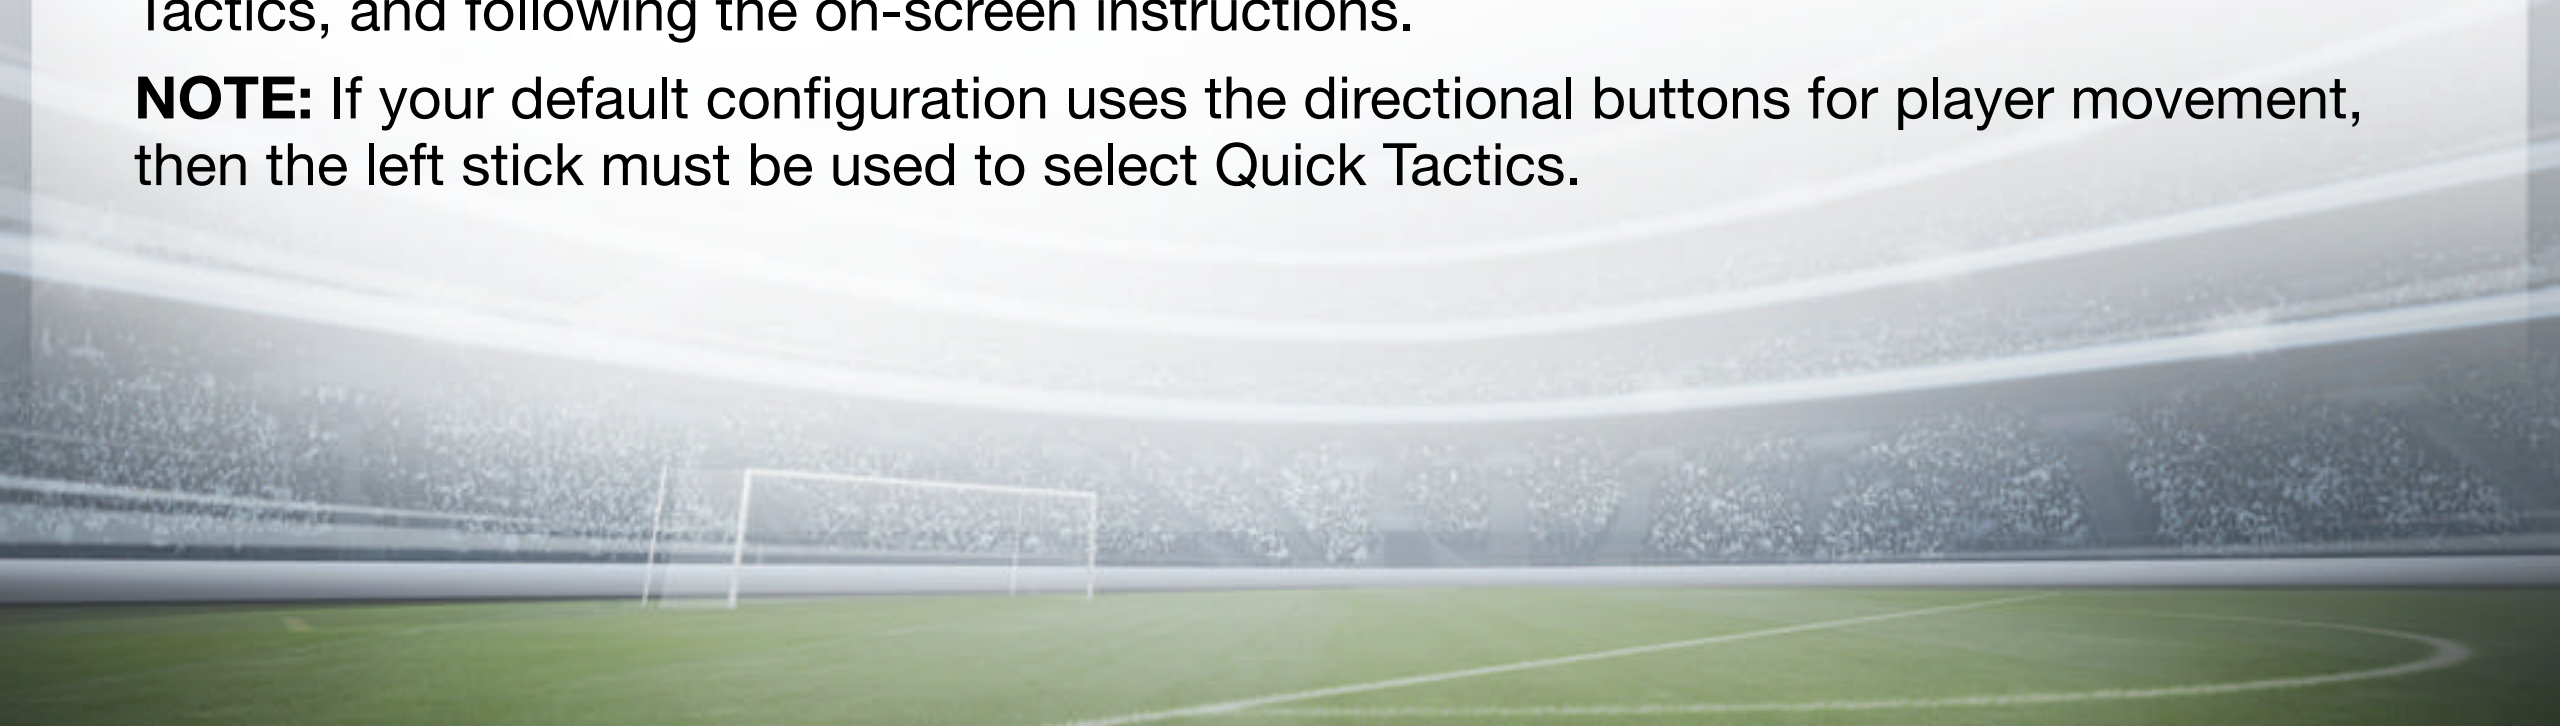 Tactics, and following the on-screen instructions.
NOTE: If your default configuration uses the directional buttons for player movement,
then the left stick must be used to select Quick Tactics.